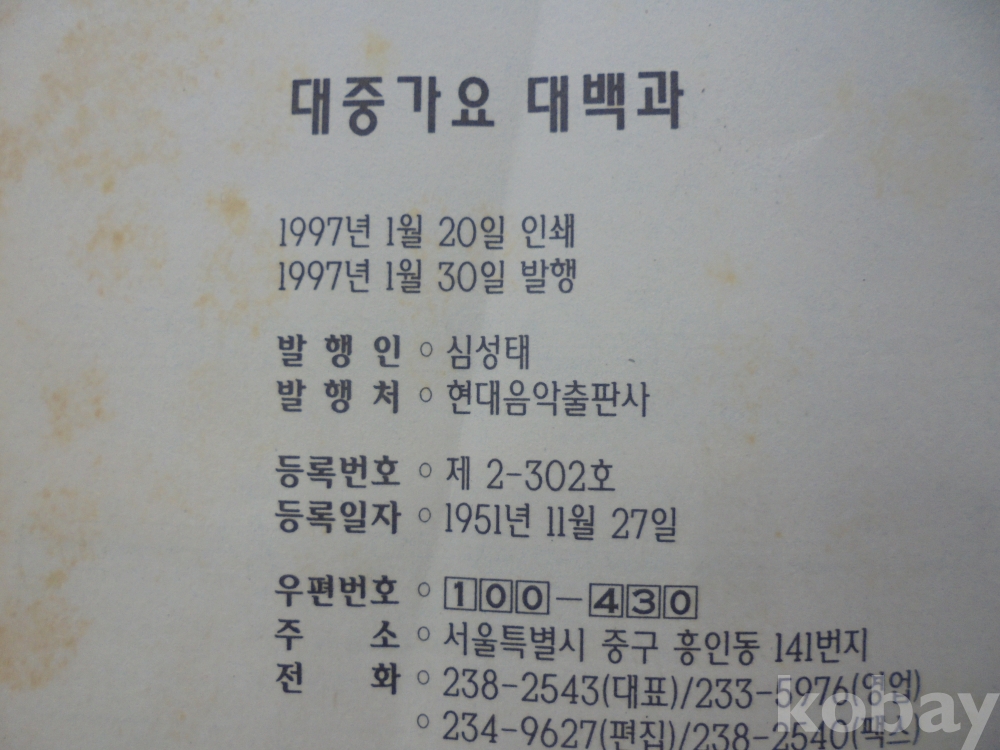 대중가요 대백과
1997년 1월 20일 인쇄
1997년 1월 30일 발행
발 행 인 ○ 심성태
발 행 처 ○ 현대음악출판사
등록번호 ○ 제 2-302호
등록일자 ○ 1951년 11월 27일
우편번호 ○ 100-430
주 소 ○ 서울특별시 중구 흥인동 141번지
전 화 ○ 238-2543(대표)/233-5976(영업)
○ 234-9627(편집)/238-2540(팩스)
kobay